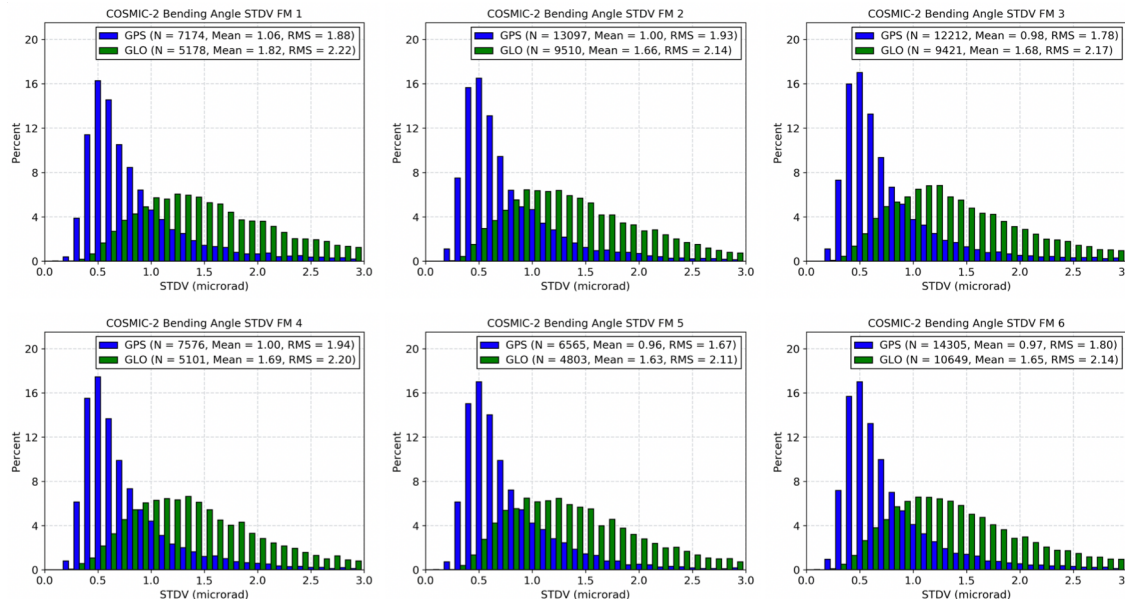 COSMIC-2 Bending Angle STDV FM 1
GPS (N = 7174, Mean = 1.06, RMS = 1.88)
GLO (N = 5178, Mean = 1.82, RMS = 2.22)
20
16
12
8
4
0
Percent
0.0 0.5 1.0 1.5 2.0 2.5 3.0
STDV (microrad)
COSMIC-2 Bending Angle STDV FM 2
GPS (N = 13097, Mean = 1.00, RMS = 1.93)
GLO (N = 9510, Mean = 1.66, RMS = 2.14)
20
16
12
8
4
0
Percent
0.0 0.5 1.0 1.5 2.0 2.5 3.0
STDV (microrad)
COSMIC-2 Bending Angle STDV FM 3
GPS (N = 12212, Mean = 0.98, RMS = 1.78)
GLO (N = 9421, Mean = 1.68, RMS = 2.17)
20
16
12
8
4
0
Percent
0.0 0.5 1.0 1.5 2.0 2.5 3.
STDV (microrad)
COSMIC-2 Bending Angle STDV FM 4
GPS (N = 7576, Mean = 1.00, RMS = 1.94)
GLO (N = 5101, Mean = 1.69, RMS = 2.20)
20
16
12
8
4
0
Percent
0.0 0.5 1.0 1.5 2.0 2.5 3.0
STDV (microrad)
COSMIC-2 Bending Angle STDV FM 5
GPS (N = 6565, Mean = 0.96, RMS = 1.67)
GLO (N = 4803, Mean = 1.63, RMS = 2.11)
20
16
12
8
4
0
Percent
0.0 0.5 1.0 1.5 2.0 2.5 3.0
STDV (microrad)
COSMIC-2 Bending Angle STDV FM 6
GPS (N = 14305, Mean = 0.97, RMS = 1.80)
GLO (N = 10649, Mean = 1.65, RMS = 2.14)
20
16
12
8
4
0
Percent
0.0 0.5 1.0 1.5 2.0 2.5 3.
STDV (microrad)